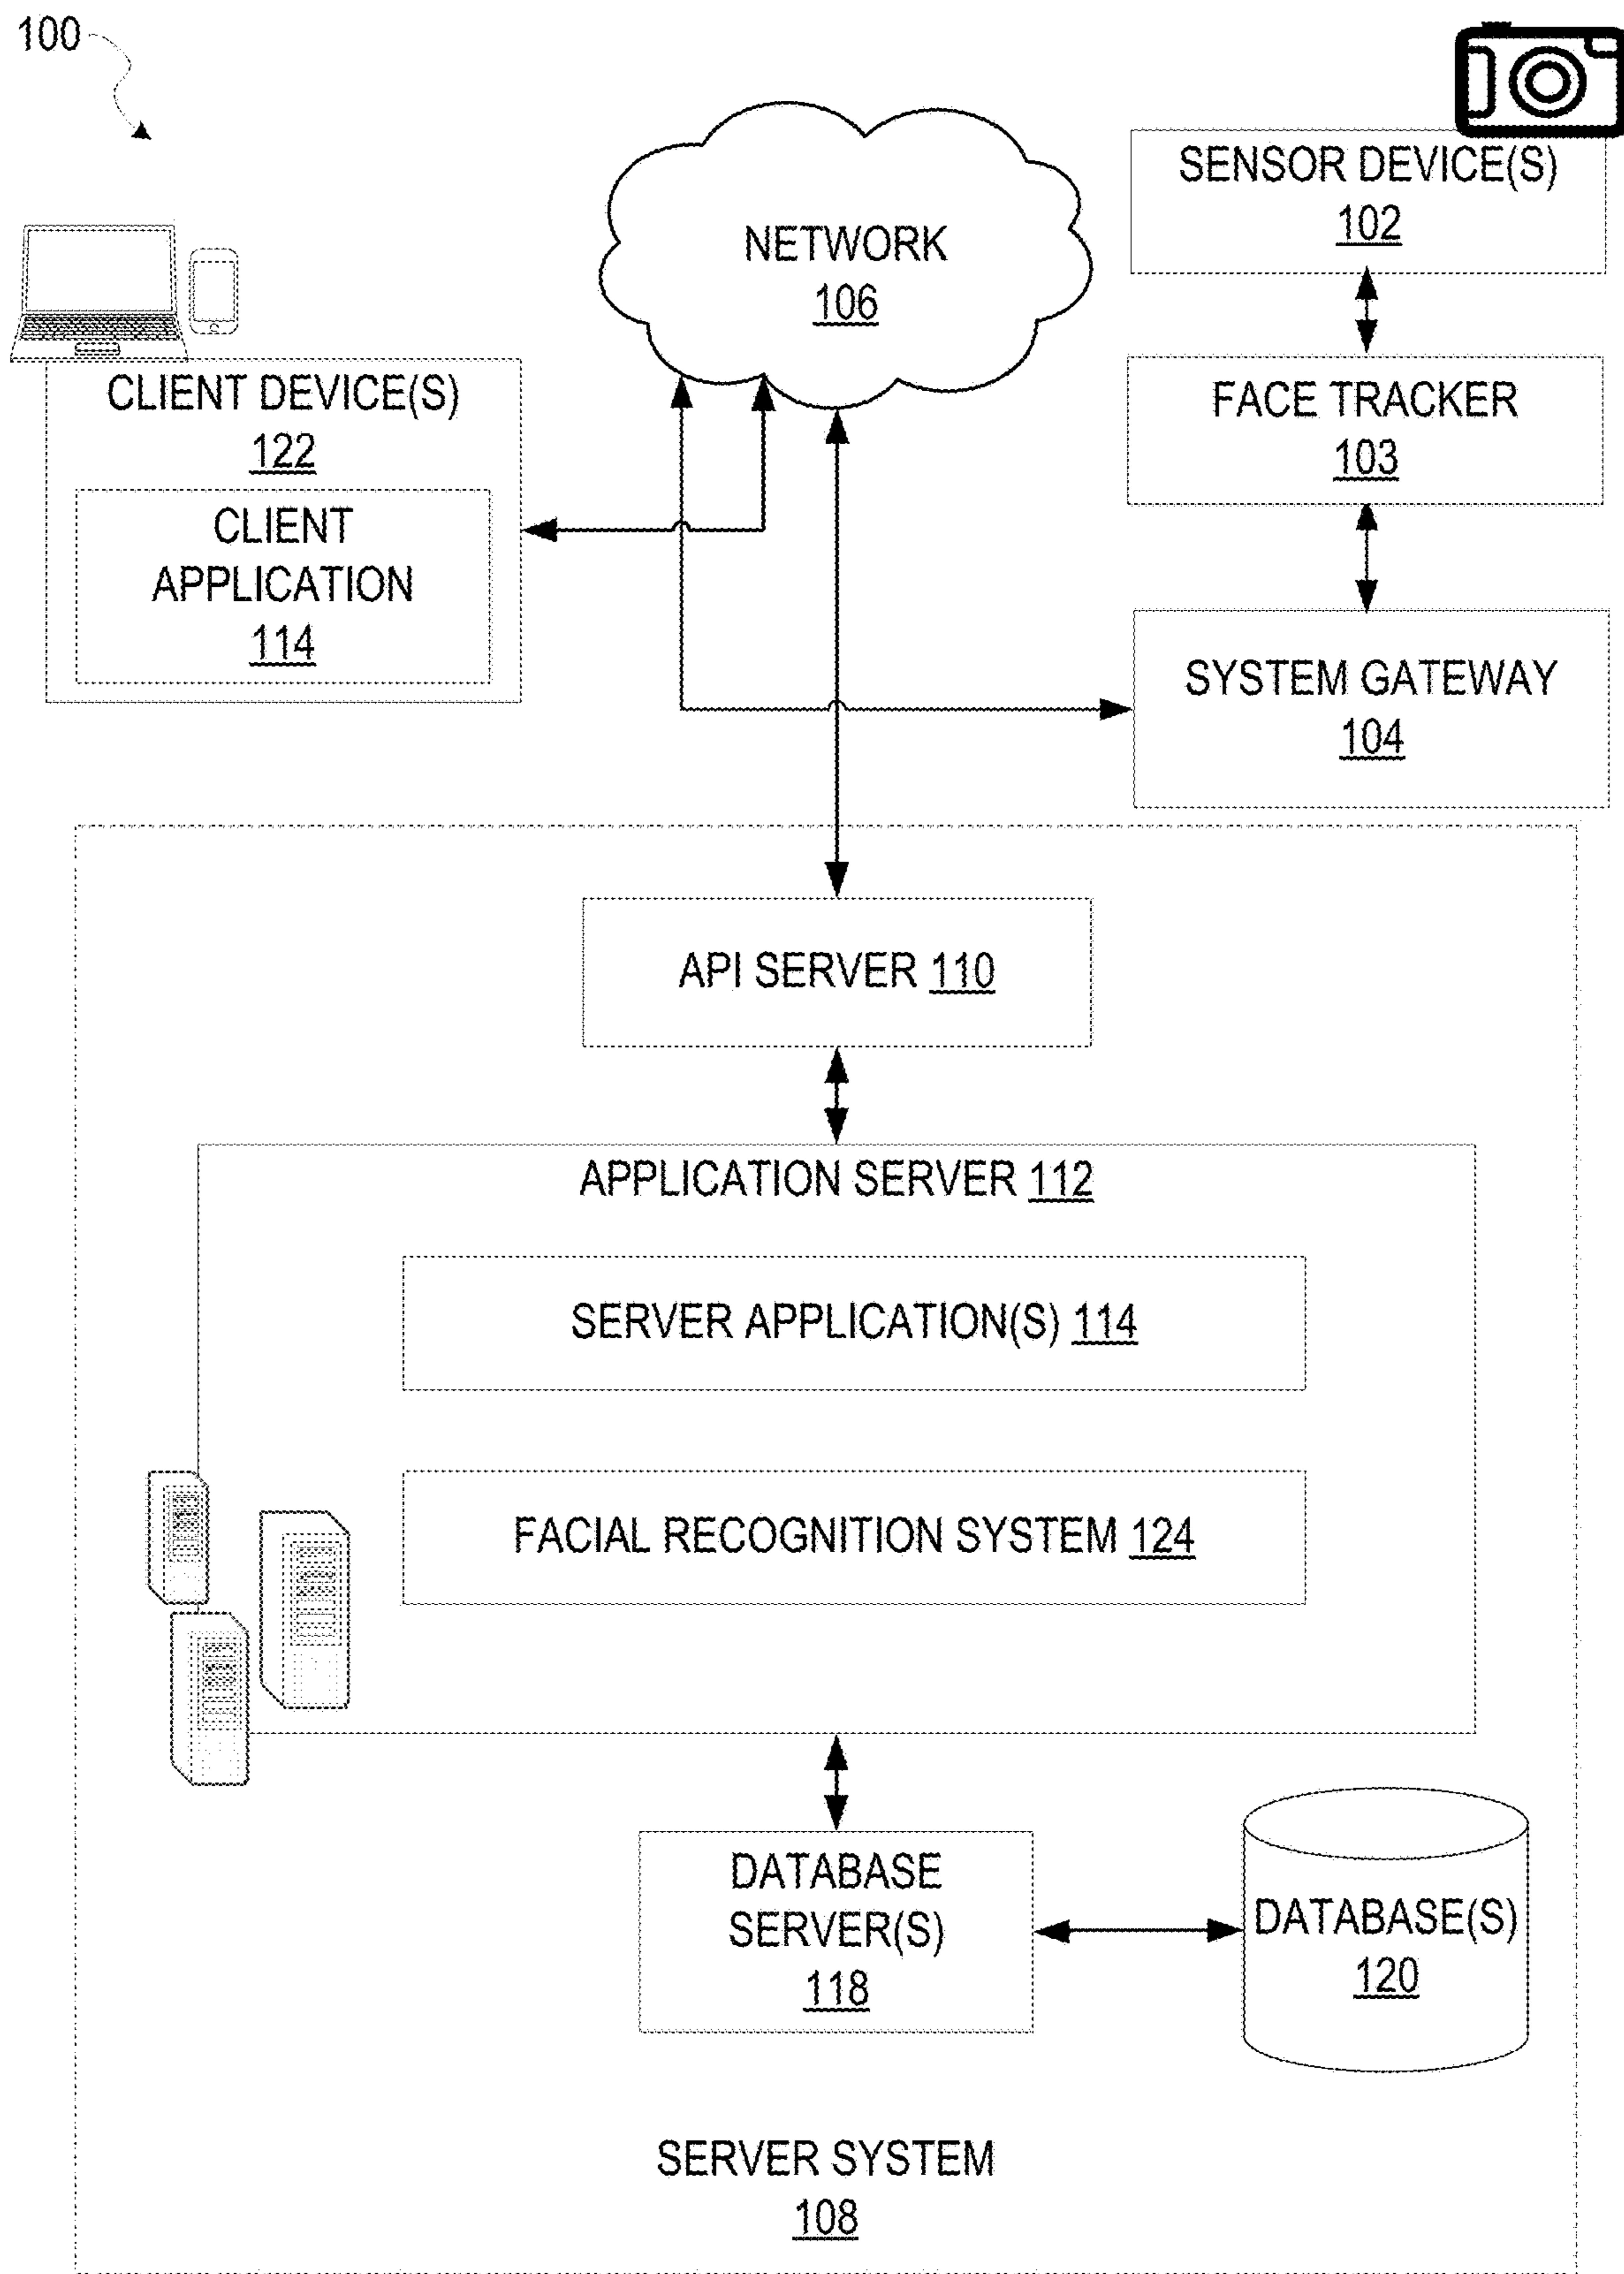 100
SENSOR DEVICE(S)
102
NETWORK
106
FACE TRACKER
103
CLIENT DEVICE(S)
122
CLIENT
APPLICATION
114
SYSTEM GATEWAY
104
API SERVER 110
APPLICATION SERVER 112
SERVER APPLICATION(S) 114
FACIAL RECOGNITION SYSTEM 124
DATABASE
SERVER(S)
118
DATABASE(S)
120
SERVER SYSTEM
108